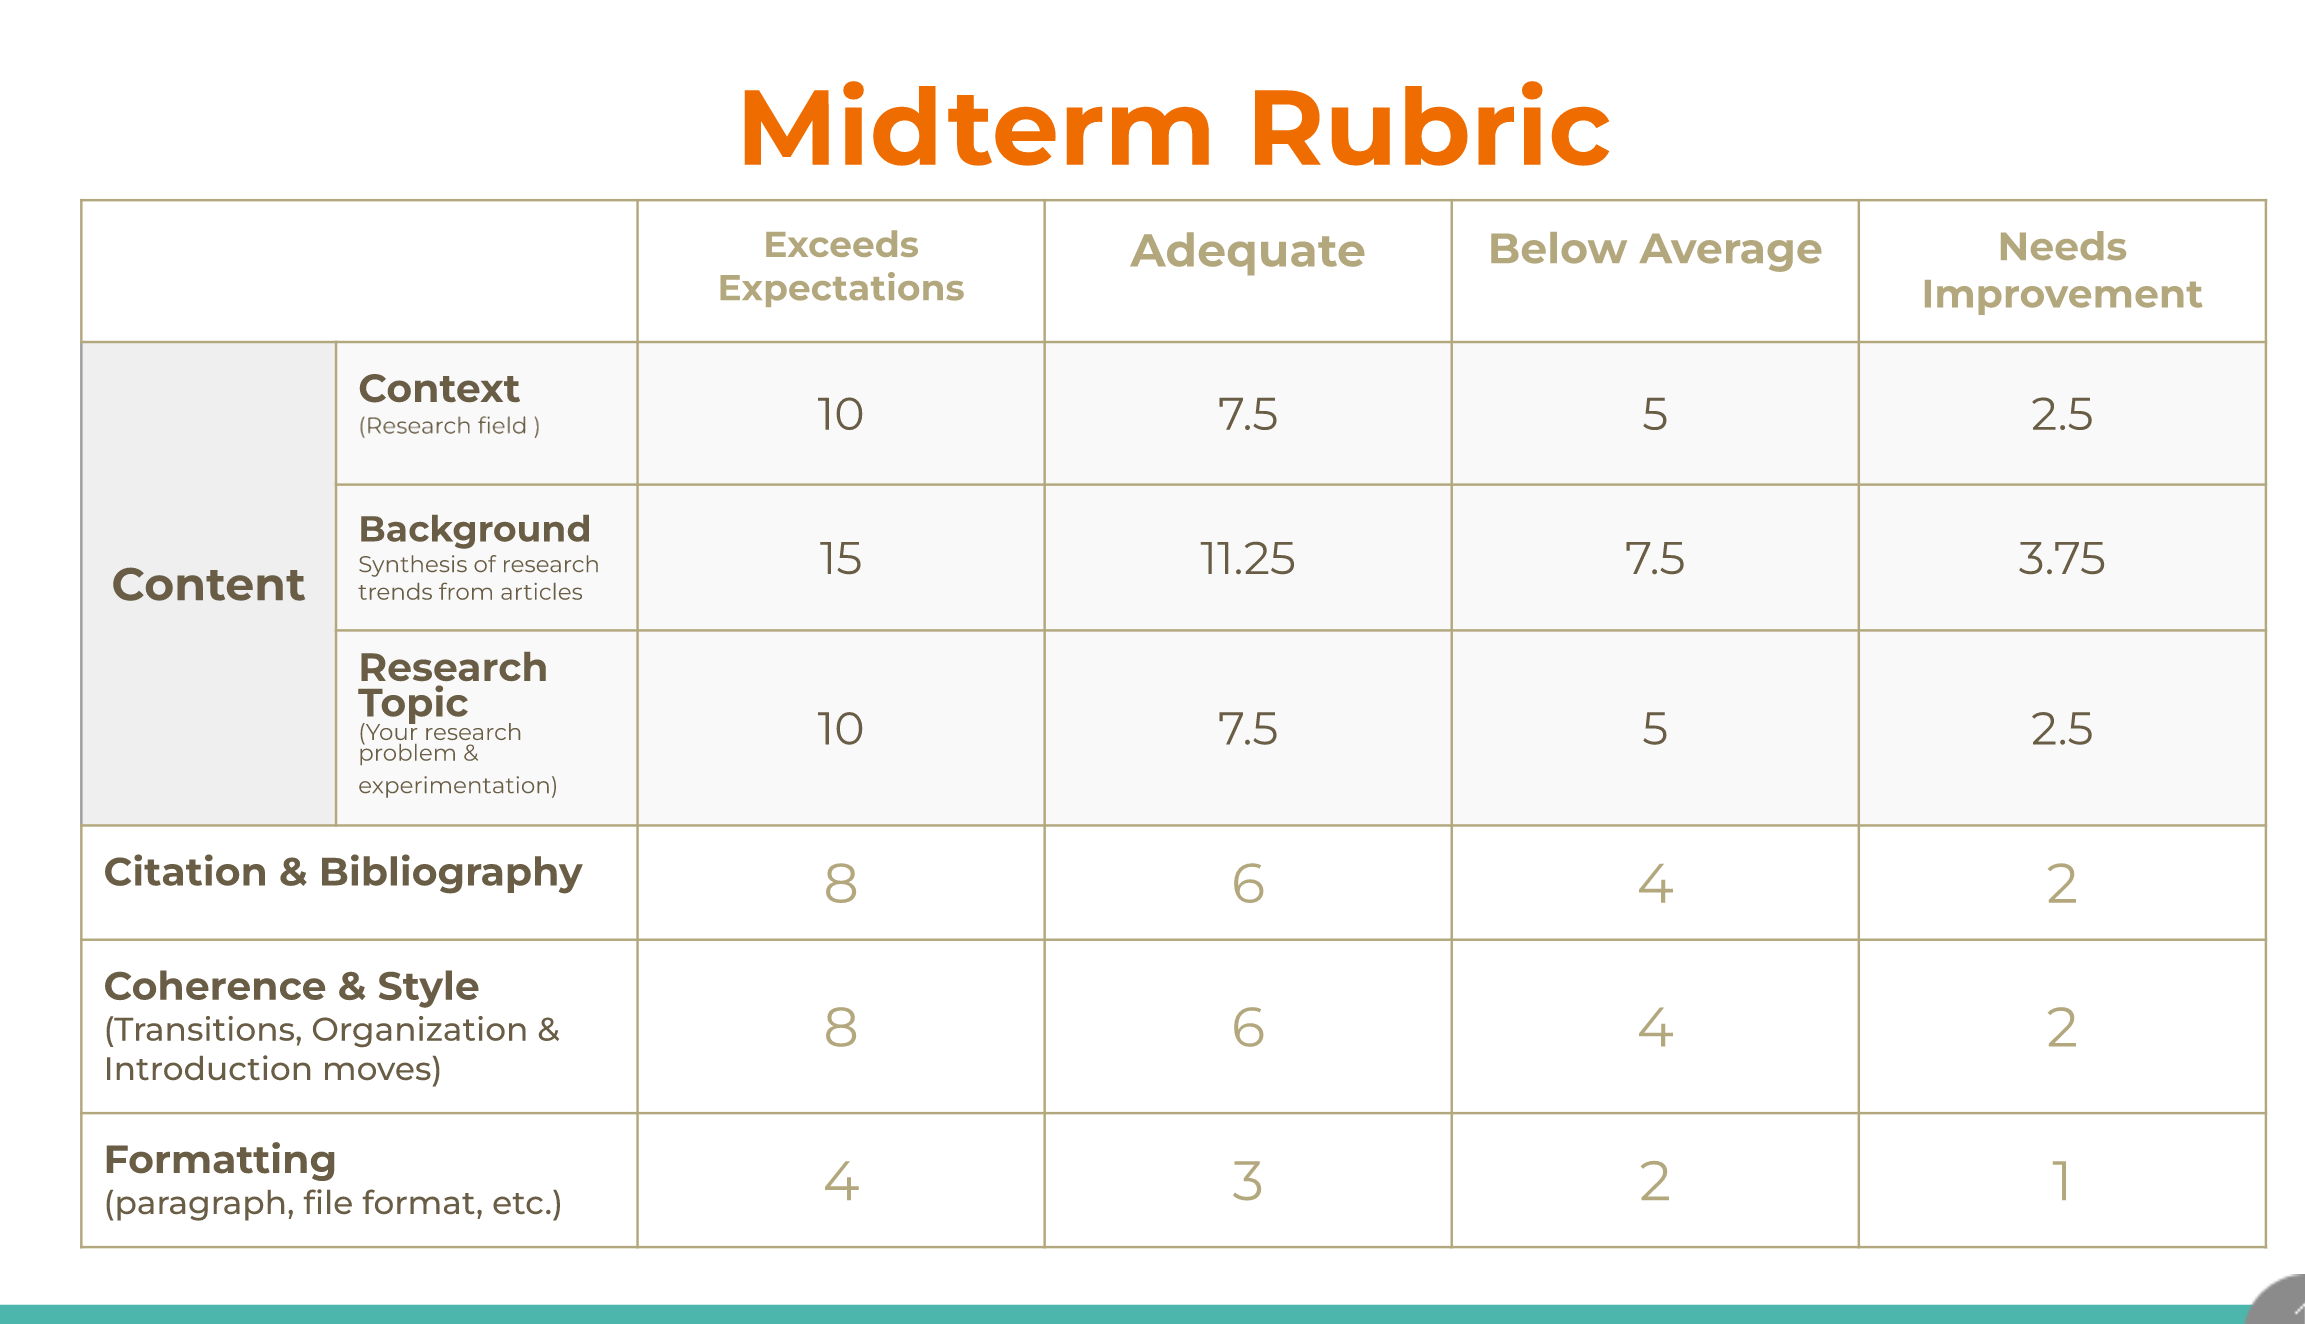 Midterm Rubric
Exceeds
Expectations
Adequate
Below Average
Needs
Improvement
Content
Context
(Research field )
10
7.5
5
2.5
Background
Synthesis of research
trends from articles
15
11.25
7.5
3.75
Research
Topic
(Your research
problem &
experimentation)
10
7.5
5
2.5
Citation & Bibliography
8
6
4
2
Coherence & Style
(Transitions, Organization &
Introduction moves)
8
6
4
2
Formatting
(paragraph, file format, etc.)
4
3
2
1